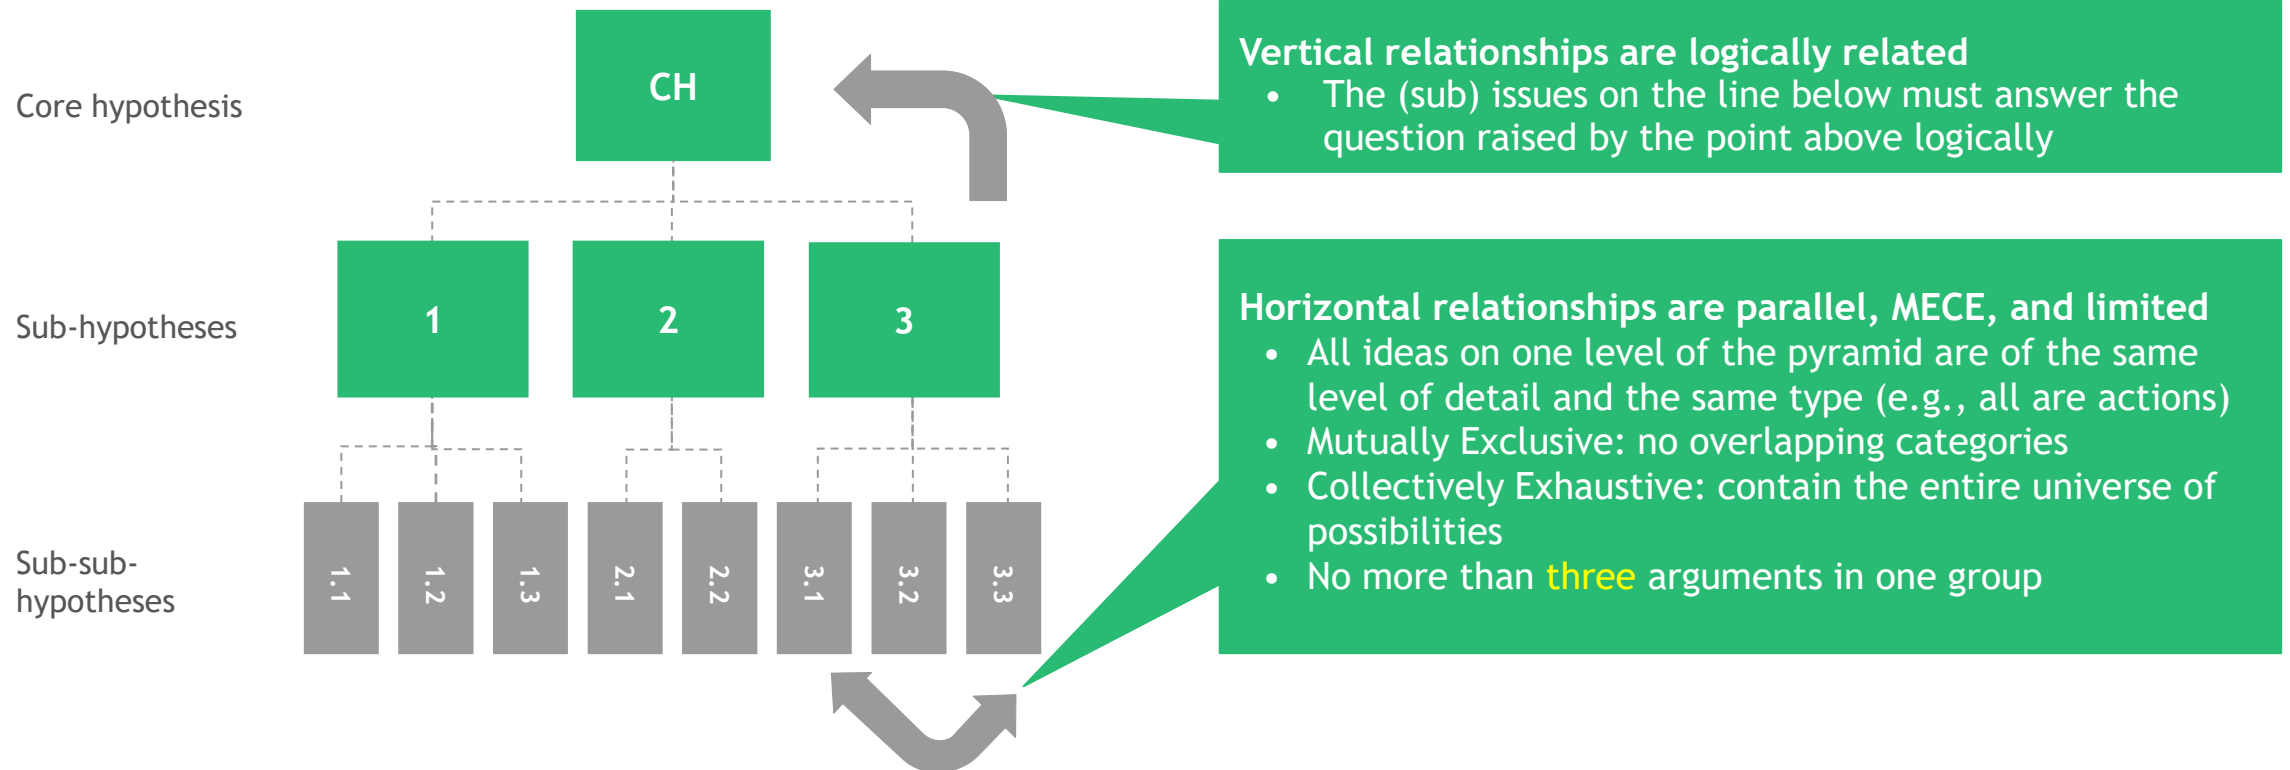 Core hypothesis
CH
Vertical relationships are logically related
• The (sub) issues on the line below must answer the
question raised by the point above logically
Sub-hypotheses
1
2
3
Horizontal relationships are parallel, MECE, and limited
• All ideas on one level of the pyramid are of the same
level of detail and the same type (e.g., all are actions)
• Mutually Exclusive: no overlapping categories
• Collectively Exhaustive: contain the entire universe of
possibilities
• No more than three arguments in one group
Sub-sub-
hypotheses
1.1
1.2
1.3
2.1
2.2
3.1
3.2
3.3